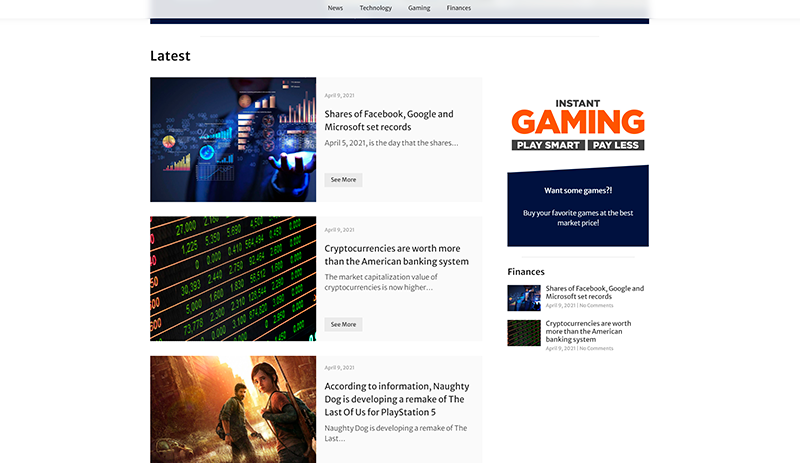 News Technology Gaming Finances
Latest
April 9, 2021
Shares of Facebook, Google and
Microsoft set records
April 5, 2021, is the day that the shares...
See More
April 9, 2021
Cryptocurrencies are worth more
than the American banking system
The market capitalization value of
cryptocurrencies is now higher...
See More
April 9, 2021
According to information, Naughty
Dog is developing a remake of The
Last Of Us for PlayStation 5
Naughty Dog is developing a remake of The
Last...
INSTANT
GAMING
PLAY SMART PAY LESS
Want some games?!
Buy your favorite games at the best
market price!
Finances
Shares of Facebook, Google and
Microsoft set records
April 9, 2021 | No Comments
Cryptocurrencies are worth
more than the American
banking system
April 9, 2021 | No Comments